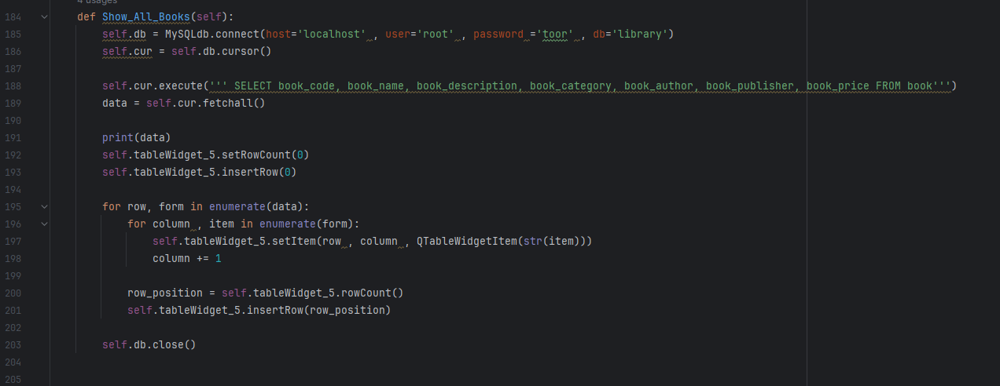 4 usages
184 def Show_All_Books(self):
185 self.db = MySQLdb.connect(host='localhost' , user='root' , password ='toor' , db='library')
186 self.cur = self.db.cursor()
187
188 self.cur.execute(''' SELECT book_code, book_name, book_description, book_category, book_author, book_publisher, book_price FROM book''')
189 data = self.cur.fetchall()
190
191 print(data)
192 self.tableWidget_5.setRowCount(0)
193 self.tableWidget_5.insertRow(0)
194
195 for row, form in enumerate(data):
196 for column , item in enumerate(form):
197 self.tableWidget_5.setItem(row , column , QTableWidgetItem(str(item)))
198 column += 1
199
200 row_position = self.tableWidget_5.rowCount()
201 self.tableWidget_5.insertRow(row_position)
202
203 self.db.close()
204
205